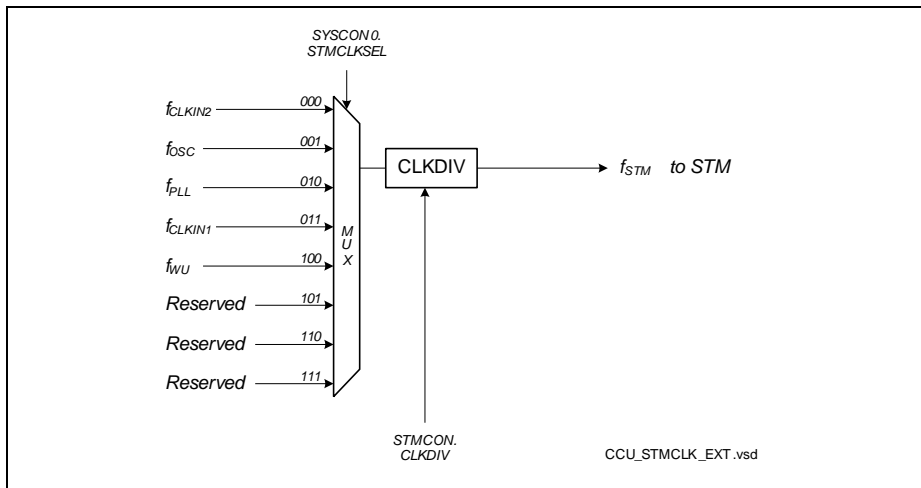 SYSCON0.
STMCLKSEL
fCLKIN2 000
fOSC 001
fPLL 010
fCLKIN1 011
fWU 100
Reserved 101
Reserved 110
Reserved 111
M
U
X
CLKDIV
fSTM to STM
STMCON.
CLKDIV
CCU_STMCLK_EXT.vsd